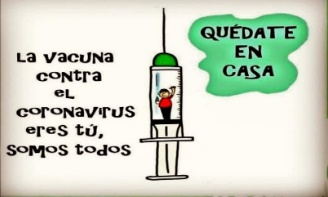 La vacuna
contra
el
coronavirus
eres tú,
somos todos
QUÉDATE
EN
CASA